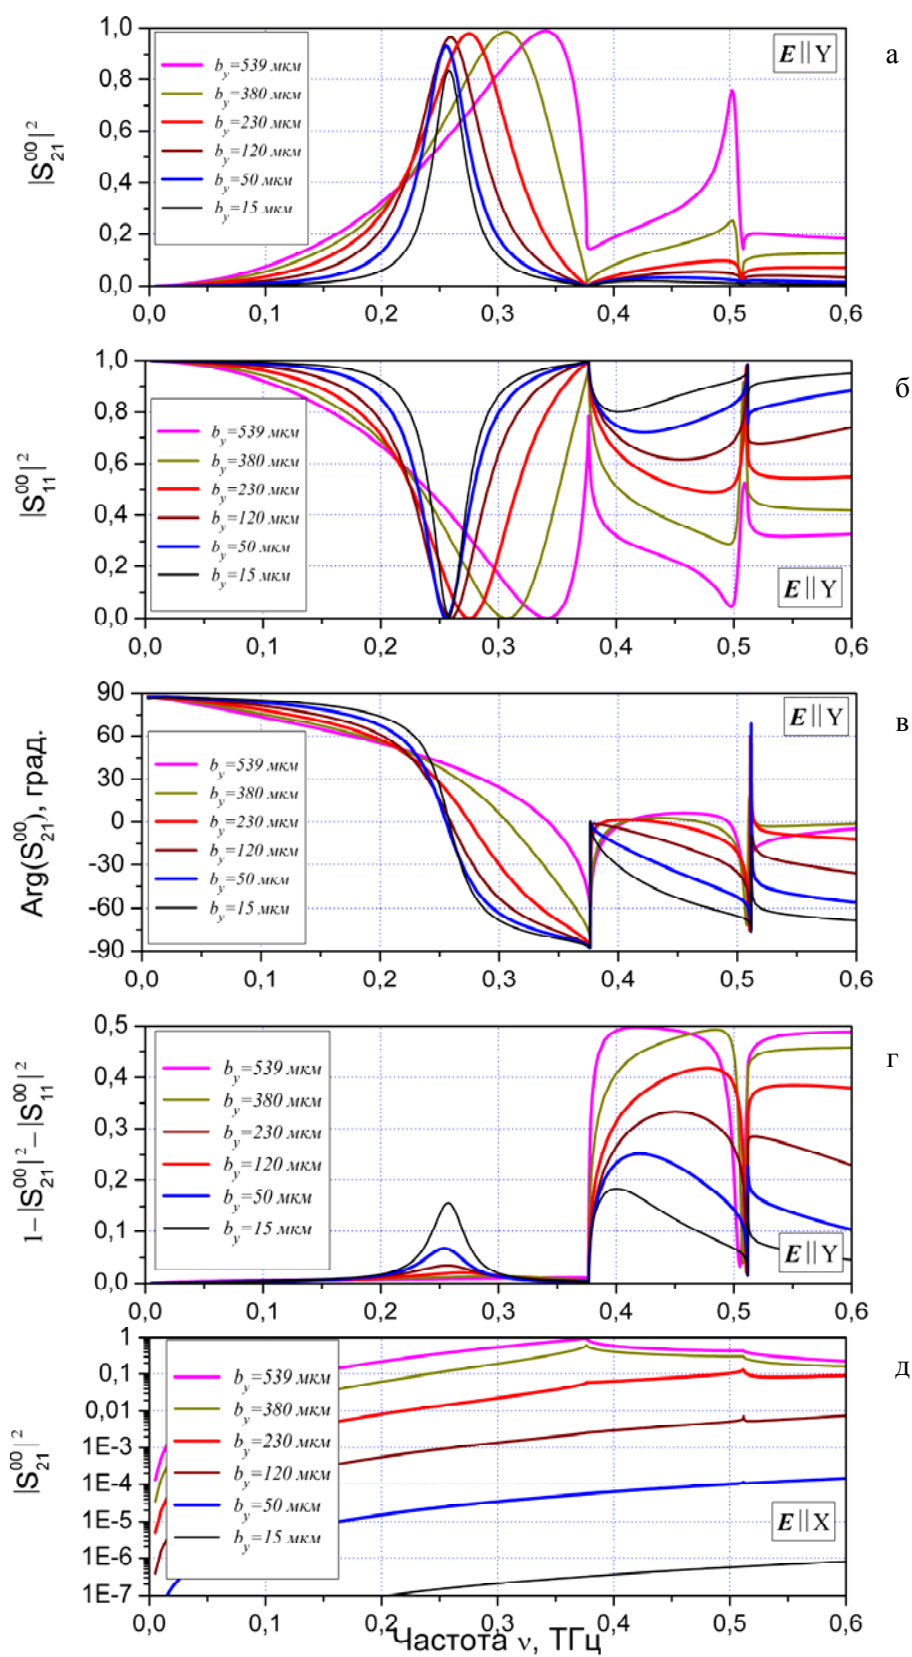 а
|S₂₁⁰⁰|²
1,0
0,8
0,6
0,4
0,2
0,0
b_y=539 мкм
b_y=380 мкм
b_y=230 мкм
b_y=120 мкм
b_y=50 мкм
b_y=15 мкм
E||Y
0,0 0,1 0,2 0,3 0,4 0,5 0,6
б
|S₁₁⁰⁰|²
1,0
0,8
0,6
0,4
0,2
0,0
b_y=539 мкм
b_y=380 мкм
b_y=230 мкм
b_y=120 мкм
b_y=50 мкм
b_y=15 мкм
E||Y
0,0 0,1 0,2 0,3 0,4 0,5 0,6
в
Arg(S₂₁⁰⁰), град.
90
60
30
0
-30
-60
-90
b_y=539 мкм
b_y=380 мкм
b_y=230 мкм
b_y=120 мкм
b_y=50 мкм
b_y=15 мкм
E||Y
0,0 0,1 0,2 0,3 0,4 0,5 0,6
г
1−|S₂₁⁰⁰|²−|S₁₁⁰⁰|²
0,5
0,4
0,3
0,2
0,1
0,0
b_y=539 мкм
b_y=380 мкм
b_y=230 мкм
b_y=120 мкм
b_y=50 мкм
b_y=15 мкм
E||Y
0,0 0,1 0,2 0,3 0,4 0,5 0,6
д
|S₂₁⁰⁰|²
1
0,1
0,01
1E-3
1E-4
1E-5
1E-6
1E-7
b_y=539 мкм
b_y=380 мкм
b_y=230 мкм
b_y=120 мкм
b_y=50 мкм
b_y=15 мкм
E||X
0,0 0,1 0,2 0,3 0,4 0,5 0,6
Частота ν, ТГц